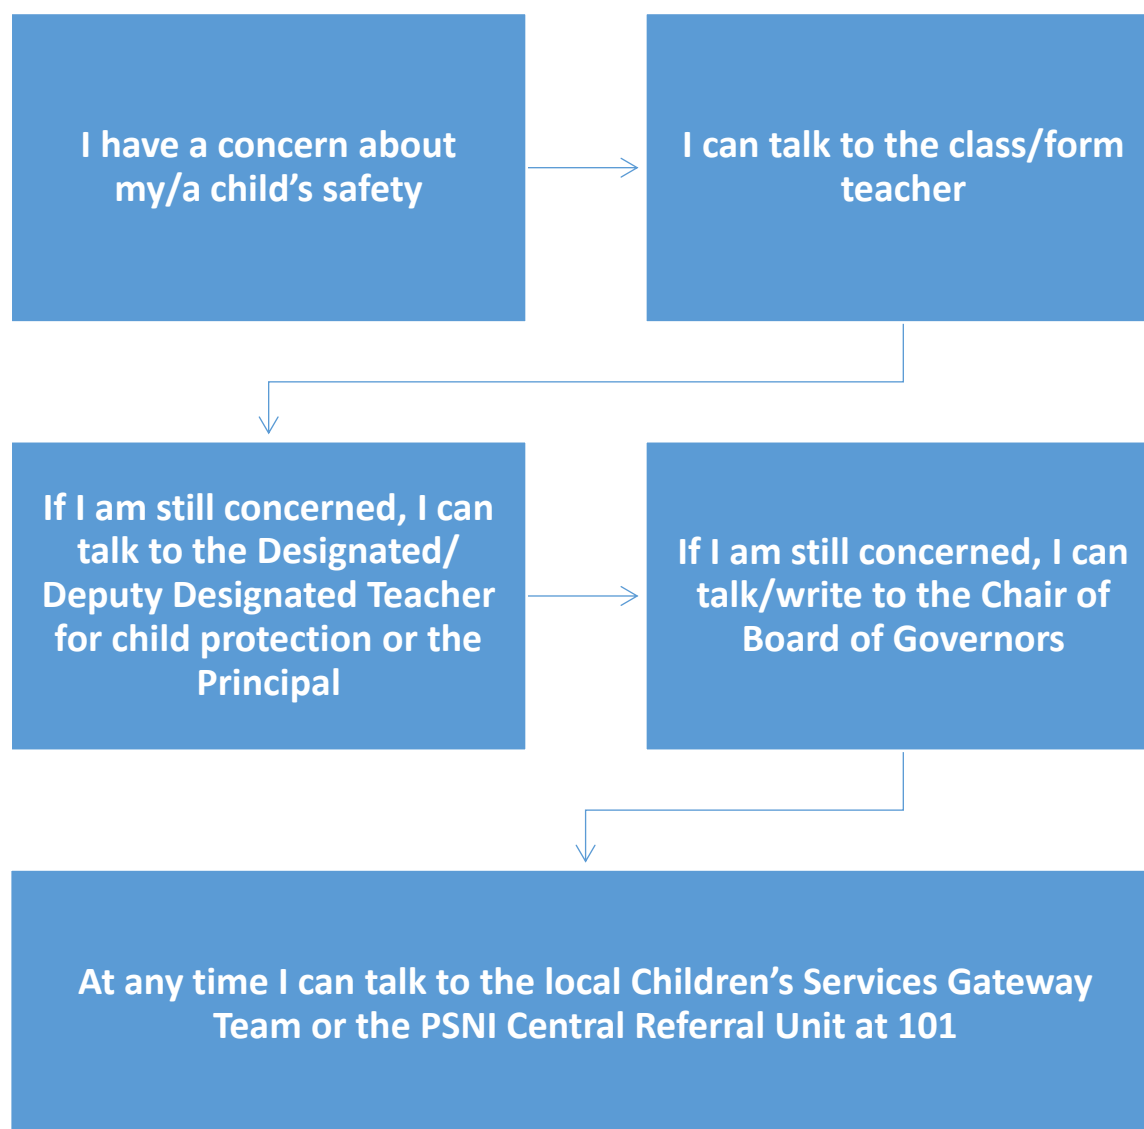 I have a concern about
my/a child’s safety
I can talk to the class/form
teacher
If I am still concerned, I can
talk to the Designated/
Deputy Designated Teacher
for child protection or the
Principal
If I am still concerned, I can
talk/write to the Chair of
Board of Governors
At any time I can talk to the local Children’s Services Gateway
Team or the PSNI Central Referral Unit at 101